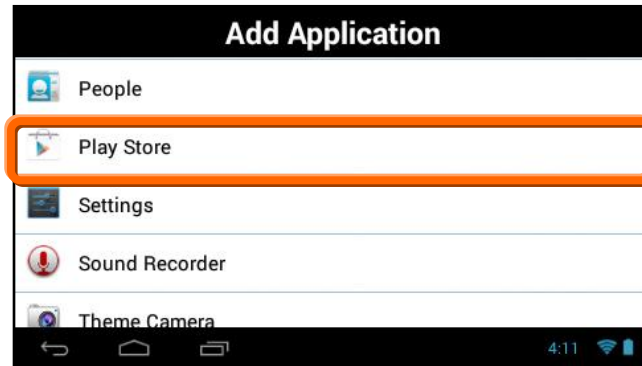 Add Application
People
Play Store
Settings
Sound Recorder
Theme Camera
4:11